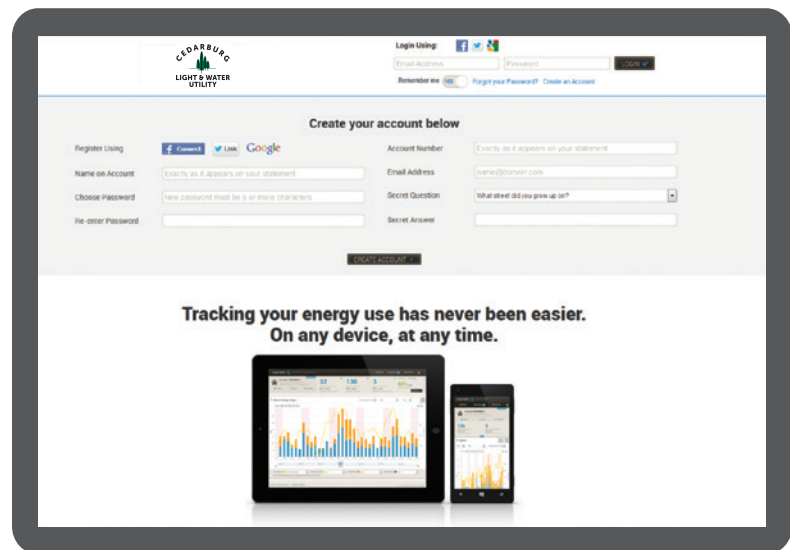 CEDARBURG
LIGHT & WATER
UTILITY
Login Using:
Email Address
Password
LOGIN
Remember me
NO
Forgot your Password?
Create an Account
Create your account below
Register Using
Connect
Link
Google
Account Number
Exactly as it appears on your statement
Name on Account
Exactly as it appears on your statement
Email Address
name@domain.com
Choose Password
New password must be 6 or more characters
Secret Question
What street did you grow up on?
Re-enter Password
Secret Answer
CREATE ACCOUNT
Tracking your energy use has never been easier.
On any device, at any time.